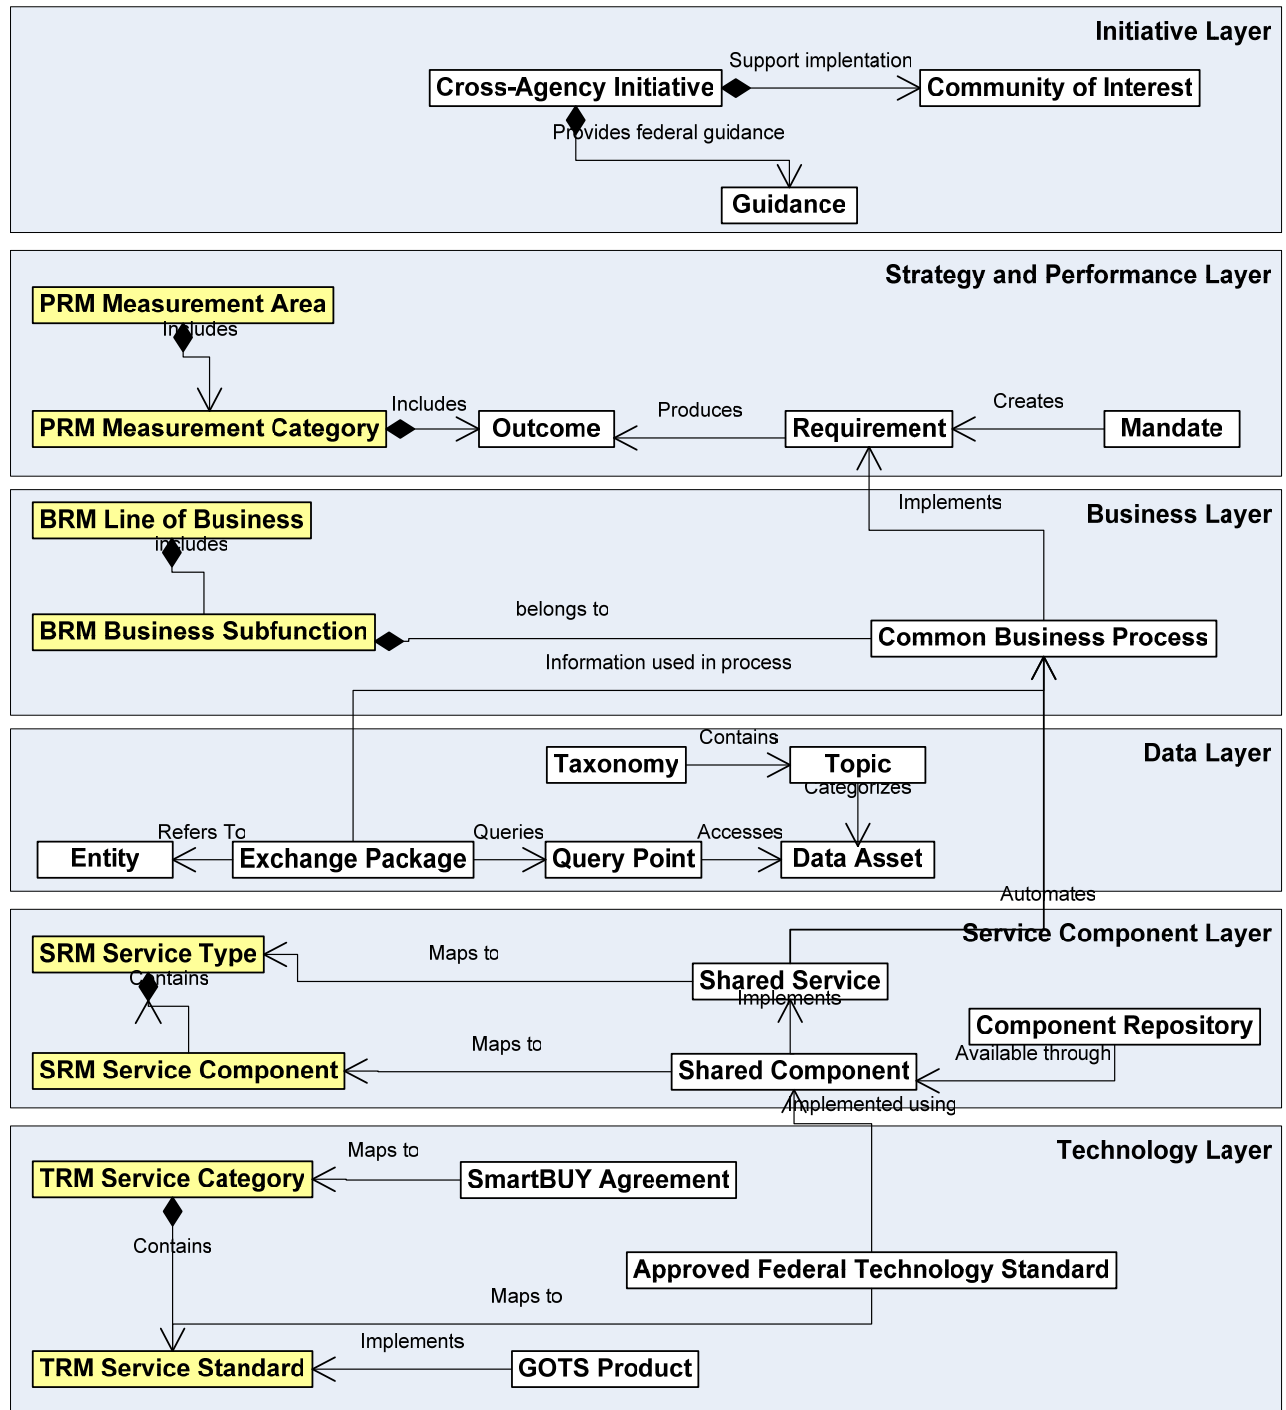 Initiative Layer
Support implentation
Cross-Agency Initiative
Community of Interest
Provides federal guidance
Guidance
Strategy and Performance Layer
PRM Measurement Area
Includes
PRM Measurement Category
Includes
Outcome
Produces
Requirement
Creates
Mandate
Implements
Business Layer
BRM Line of Business
includes
BRM Business Subfunction
belongs to
Common Business Process
Information used in process
Data Layer
Contains
Taxonomy
Topic
Categorizes
Refers To
Queries
Accesses
Entity
Exchange Package
Query Point
Data Asset
Automates
Service Component Layer
SRM Service Type
Maps to
Contains
Shared Service
Implements
Component Repository
Available through
SRM Service Component
Maps to
Shared Component
Implemented using
Technology Layer
TRM Service Category
Maps to
SmartBUY Agreement
Contains
Approved Federal Technology Standard
Maps to
Implements
TRM Service Standard
GOTS Product